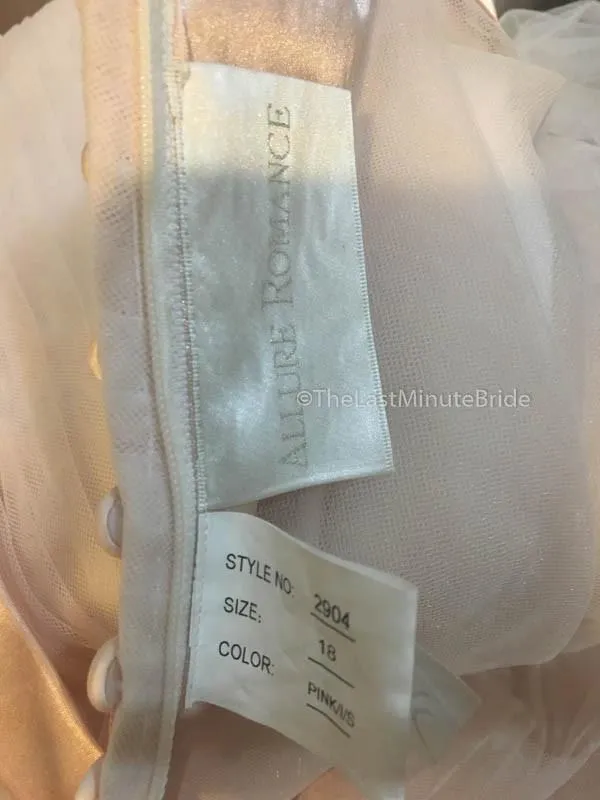 ALLURE ROMANCE
©TheLastMinuteBride
STYLE NO: 2904
SIZE: 18
COLOR: PINK/I/S